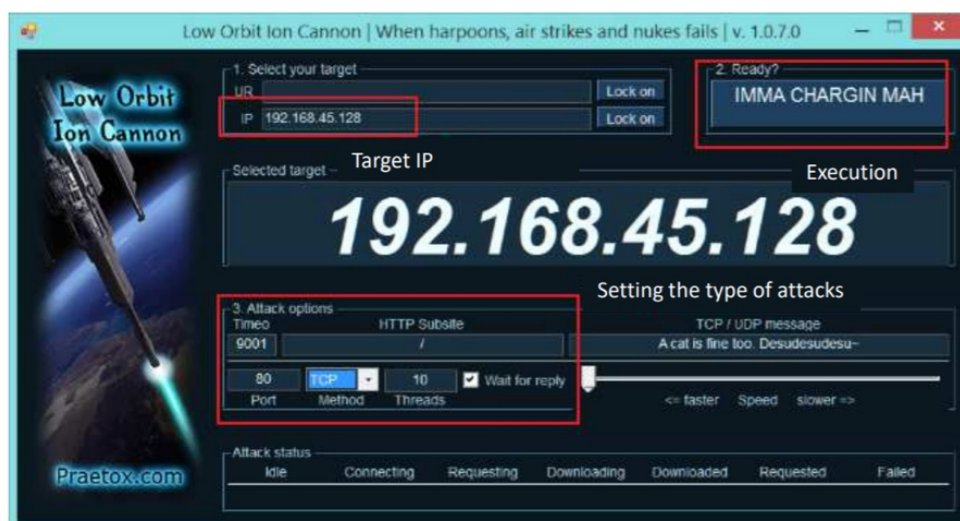 Low Orbit Ion Cannon | When harpoons, air strikes and nukes fails | v. 1.0.7.0
Low Orbit
Ion Cannon
1. Select your target
UR
Lock on
IP 192.168.45.128
Lock on
2. Ready?
IMMA CHARGIN MAH
Target IP
Execution
Selected target
192.168.45.128
Setting the type of attacks
3. Attack options
Timeo HTTP Subsite TCP / UDP message
9001 / A cat is fine too. Desudesudesu~
80 TCP 10 Wait for reply
Port Method Threads <= faster Speed slower =>
Attack status
Idle Connecting Requesting Downloading Downloaded Requested Failed
Praetox.com